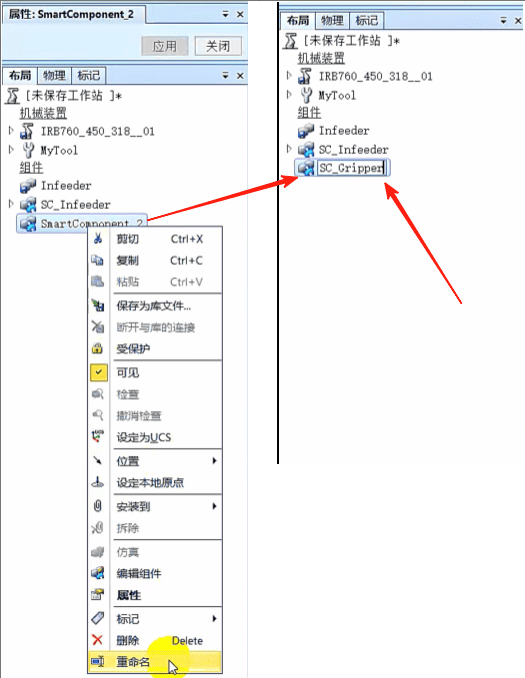 属性: SmartComponent_2
应用
关闭
布局 物理 标记
[未保存工作站]*
机械装置
IRB760_450_318__01
MyTool
组件
Infeeder
SC_Infeeder
SmartComponent_2
剪切 Ctrl+X
复制 Ctrl+C
粘贴 Ctrl+V
保存为库文件...
断开与库的连接
受保护
可见
检查
撤消检查
设定为UCS
位置
设定本地原点
安装到
拆除
仿真
编辑组件
属性
标记
删除 Delete
重命名
布局 物理 标记
[未保存工作站]*
机械装置
IRB760_450_318__01
MyTool
组件
Infeeder
SC_Infeeder
SC_Gripper